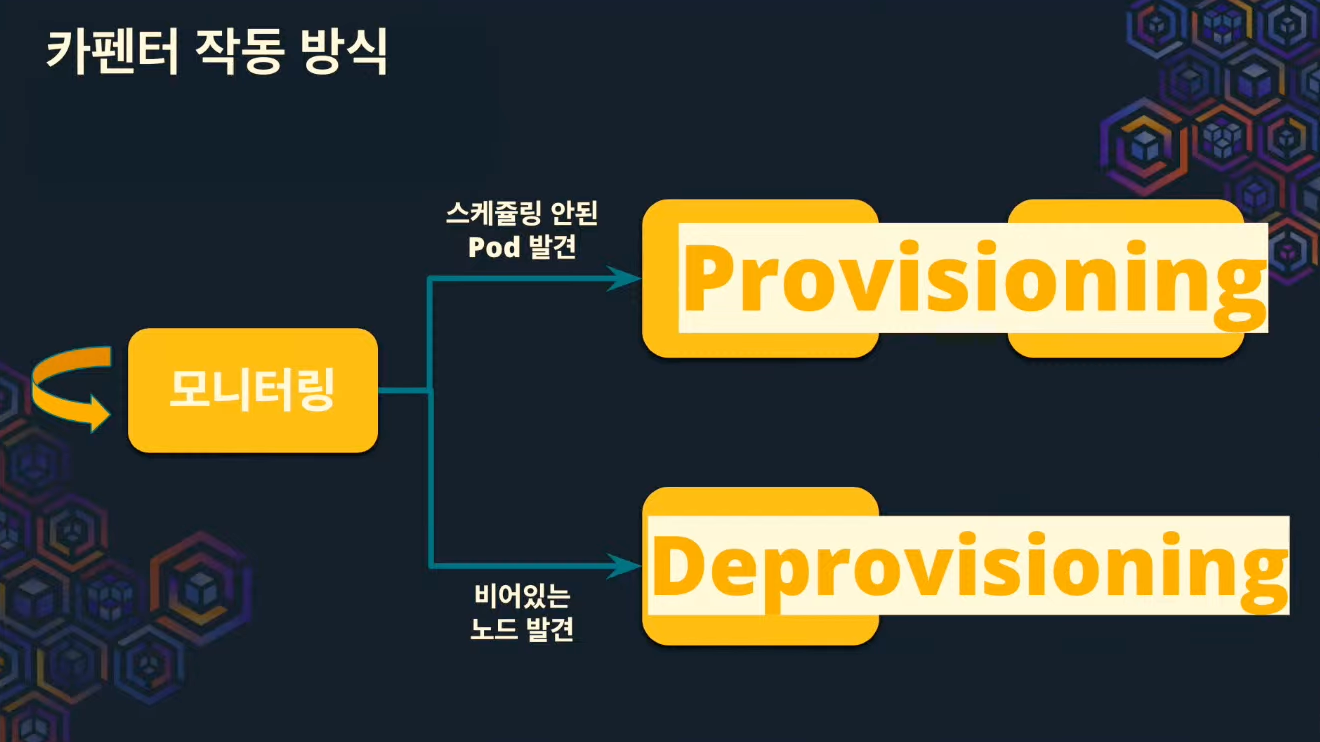 카펜터 작동 방식
스케쥴링 안된
Pod 발견
Provisioning
모니터링
Deprovisioning
비어있는
노드 발견